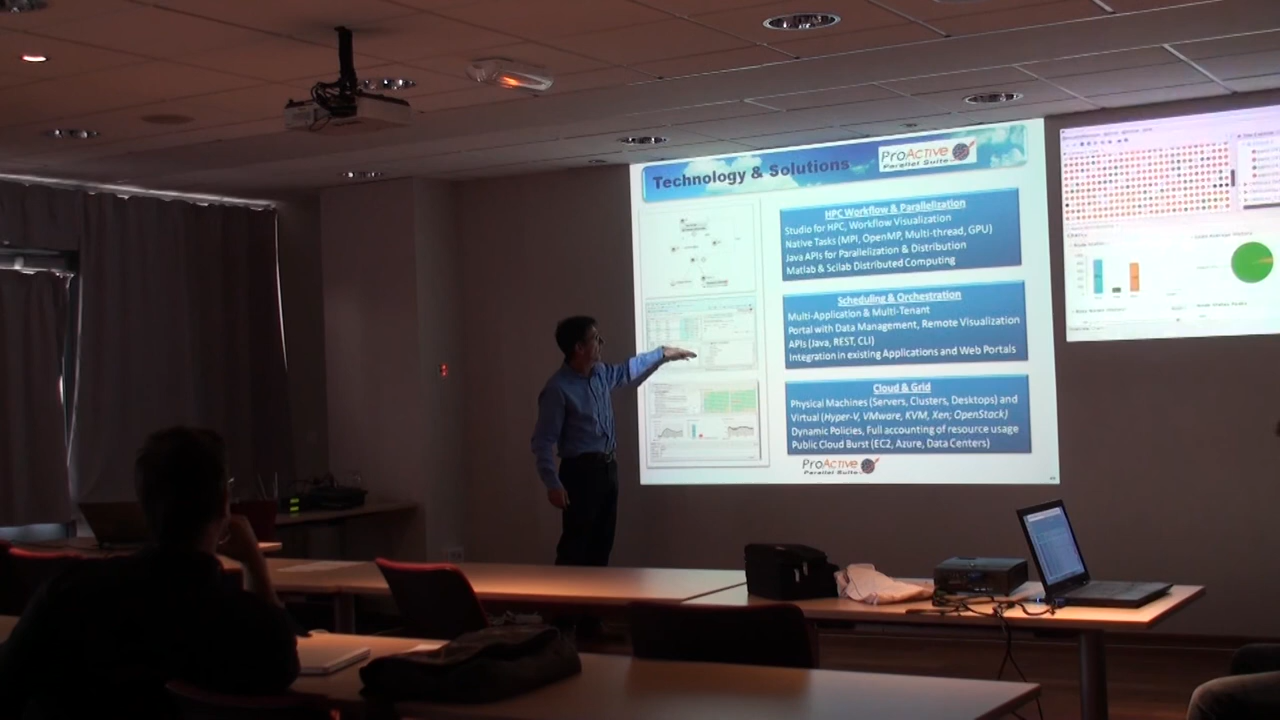 Technology & Solutions
ProActive
Parallel Suite
HPC Workflow & Parallelization
Studio for HPC, Workflow Visualization
Native Tasks (MPI, OpenMP, Multi-thread, GPU)
Java APIs for Parallelization & Distribution
Matlab & Scilab Distributed Computing
Scheduling & Orchestration
Multi-Application & Multi-Tenant
Portal with Data Management, Remote Visualization
APIs (Java, REST, CLI)
Integration in existing Applications and Web Portals
Cloud & Grid
Physical Machines (Servers, Clusters, Desktops) and
Virtual (Hyper-V, VMware, KVM, Xen; OpenStack)
Dynamic Policies, Full accounting of resource usage
Public Cloud Burst (EC2, Azure, Data Centers)
ProActive
Parallel Suite